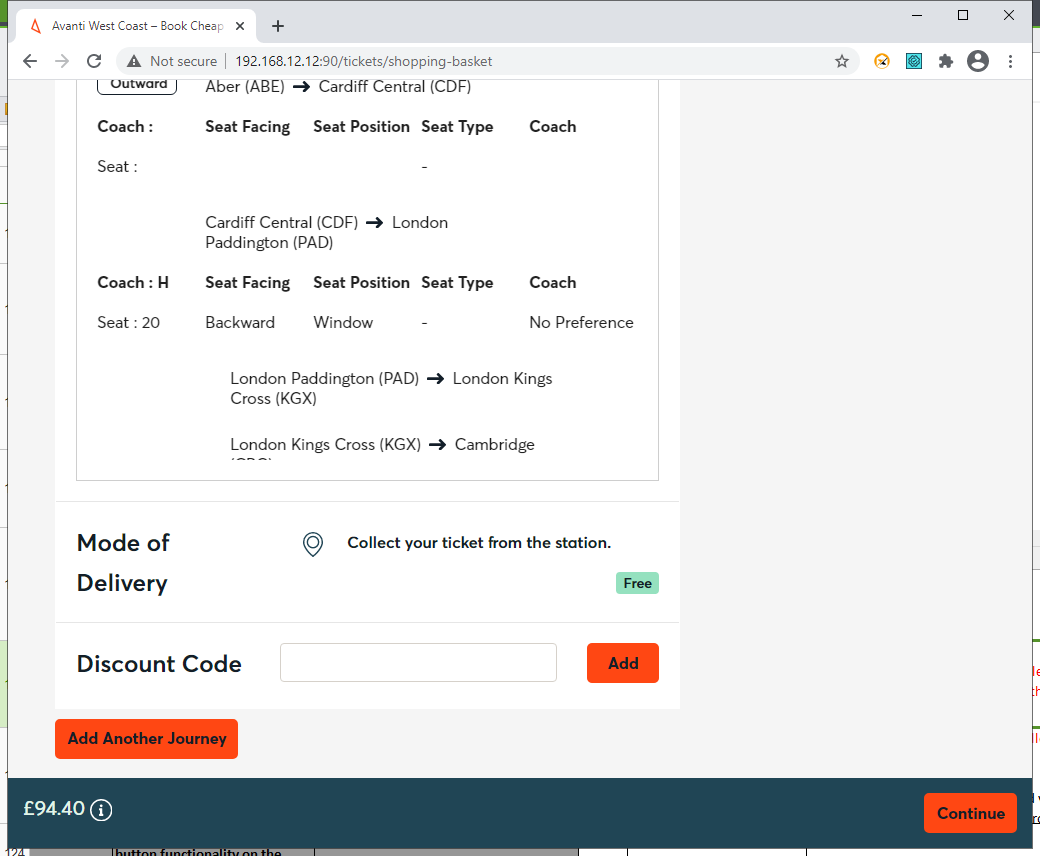 Avanti West Coast – Book Cheap
Not secure
192.168.12.12:90/tickets/shopping-basket
Outward
Aber (ABE) → Cardiff Central (CDF)
Coach : Seat Facing Seat Position Seat Type Coach
Seat : -
Cardiff Central (CDF) → London
Paddington (PAD)
Coach : H Seat Facing Seat Position Seat Type Coach
Seat : 20 Backward Window - No Preference
London Paddington (PAD) → London Kings
Cross (KGX)
London Kings Cross (KGX) → Cambridge
Mode of
Delivery
Collect your ticket from the station.
Free
Discount Code
Add
Add Another Journey
£94.40
Continue
124
button functionality on the